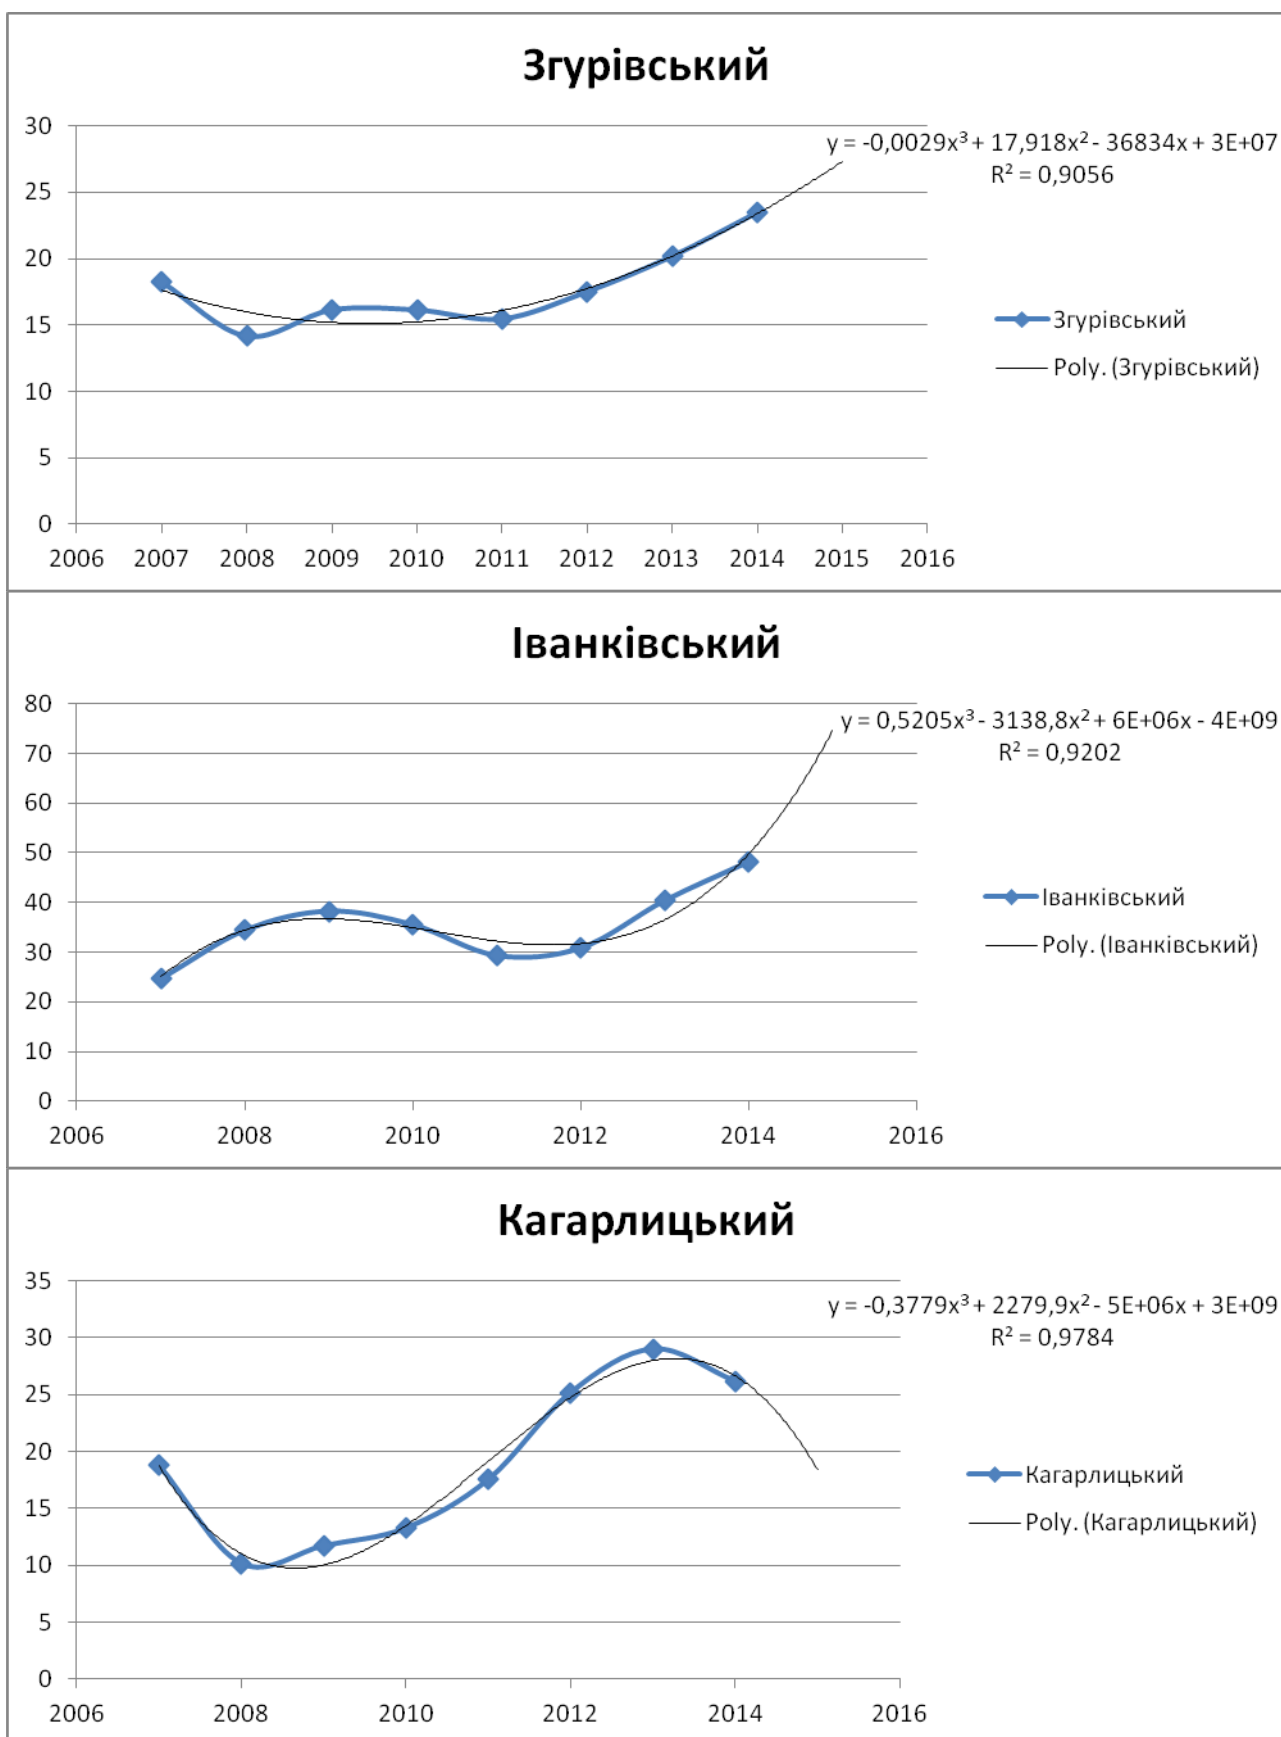 Згурівський
30
y = -0,0029x³ + 17,918x² - 36834x + 3E+07
R² = 0,9056
25
20
15
10
5
0
Згурівський
Poly. (Згурівський)
2006 2007 2008 2009 2010 2011 2012 2013 2014 2015 2016
Іванківський
80
y = 0,5205x³ - 3138,8x² + 6E+06x - 4E+09
R² = 0,9202
70
60
50
40
30
20
10
0
Іванківський
Poly. (Іванківський)
2006 2008 2010 2012 2014 2016
Кагарлицький
35
y = -0,3779x³ + 2279,9x² - 5E+06x + 3E+09
R² = 0,9784
30
25
20
15
10
5
0
Кагарлицький
Poly. (Кагарлицький)
2006 2008 2010 2012 2014 2016